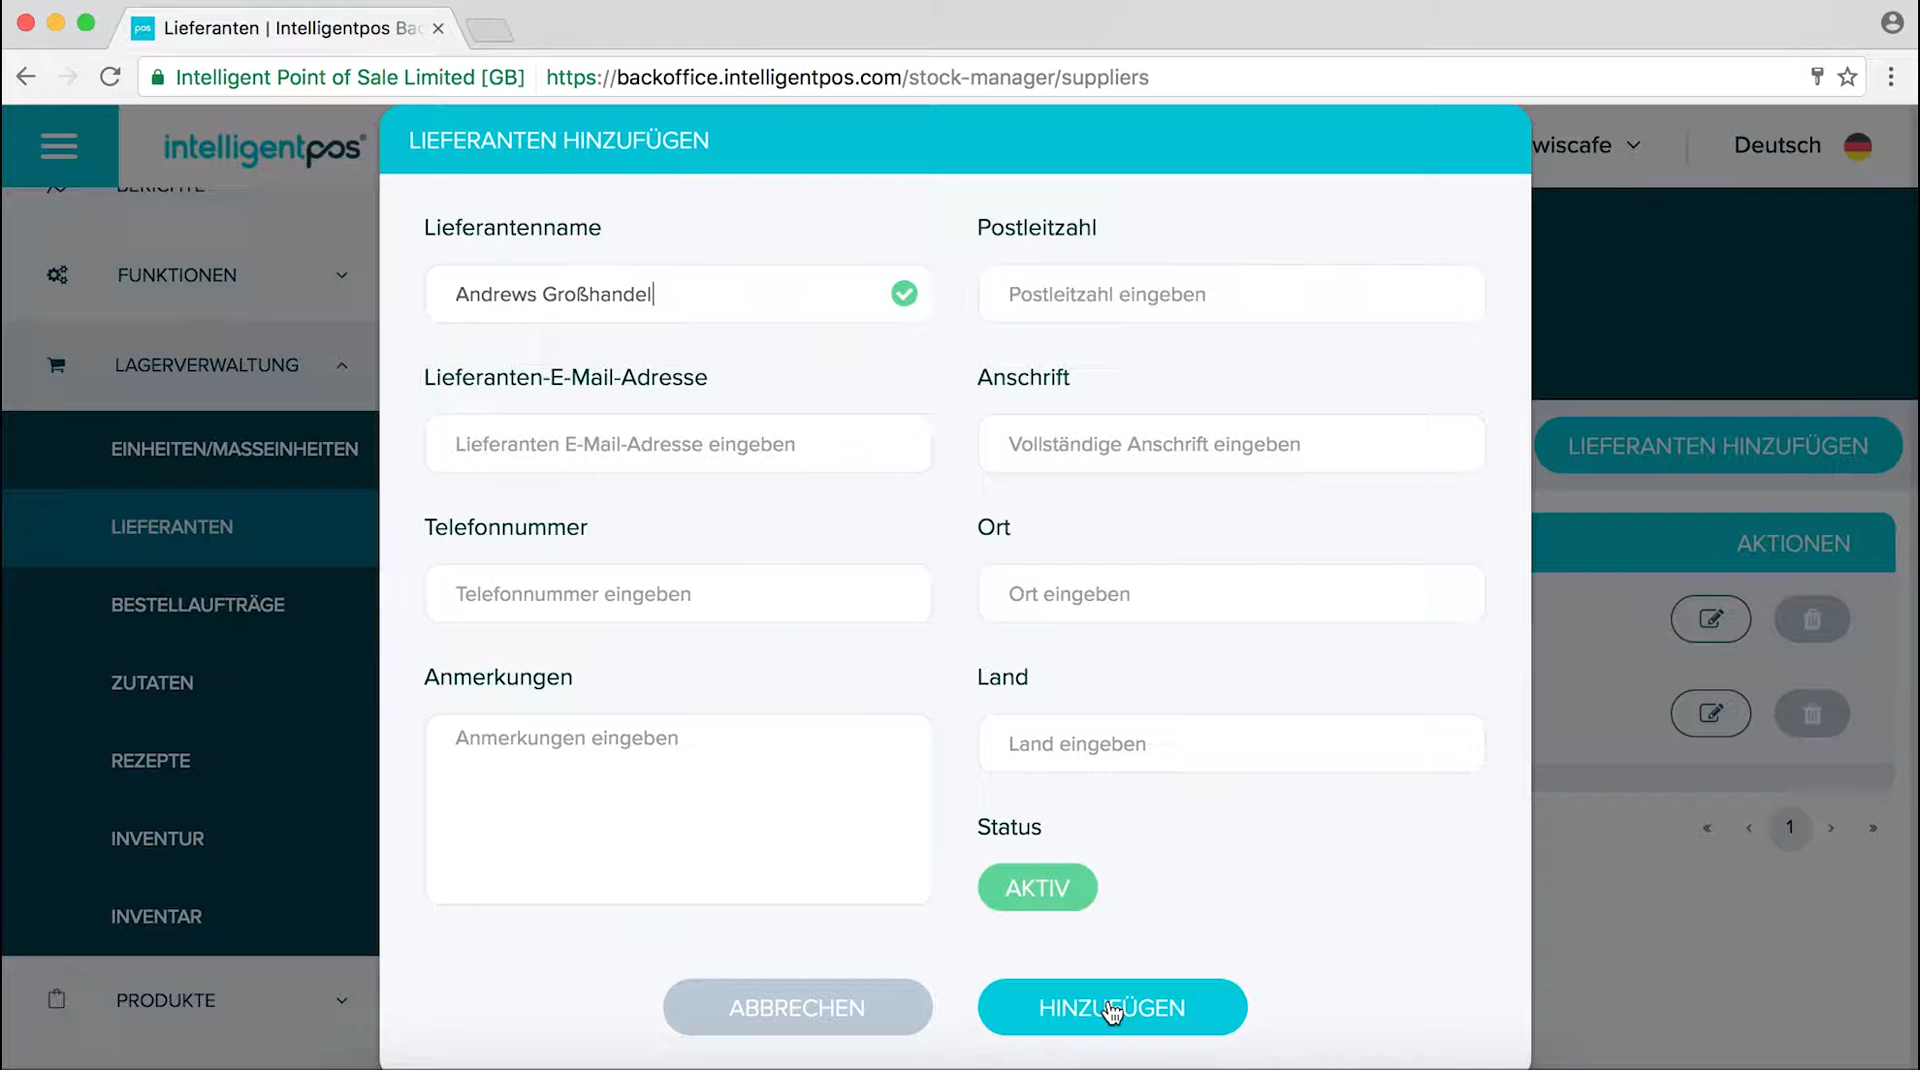 pos Lieferanten | Intelligentpos Bac
Intelligent Point of Sale Limited [GB] https://backoffice.intelligentpos.com/stock-manager/suppliers
intelligentpos
LIEFERANTEN HINZUFÜGEN
wiscafe
Deutsch
BERICHTE
FUNKTIONEN
LAGERVERWALTUNG
EINHEITEN/MASSEINHEITEN
LIEFERANTEN
BESTELLAUFTRÄGE
ZUTATEN
REZEPTE
INVENTUR
INVENTAR
PRODUKTE
Lieferantenname
Andrews Großhandel
Lieferanten-E-Mail-Adresse
Lieferanten E-Mail-Adresse eingeben
Telefonnummer
Telefonnummer eingeben
Anmerkungen
Anmerkungen eingeben
Postleitzahl
Postleitzahl eingeben
Anschrift
Vollständige Anschrift eingeben
Ort
Ort eingeben
Land
Land eingeben
Status
AKTIV
ABBRECHEN
HINZUFÜGEN
LIEFERANTEN HINZUFÜGEN
AKTIONEN
« ‹ 1 › »